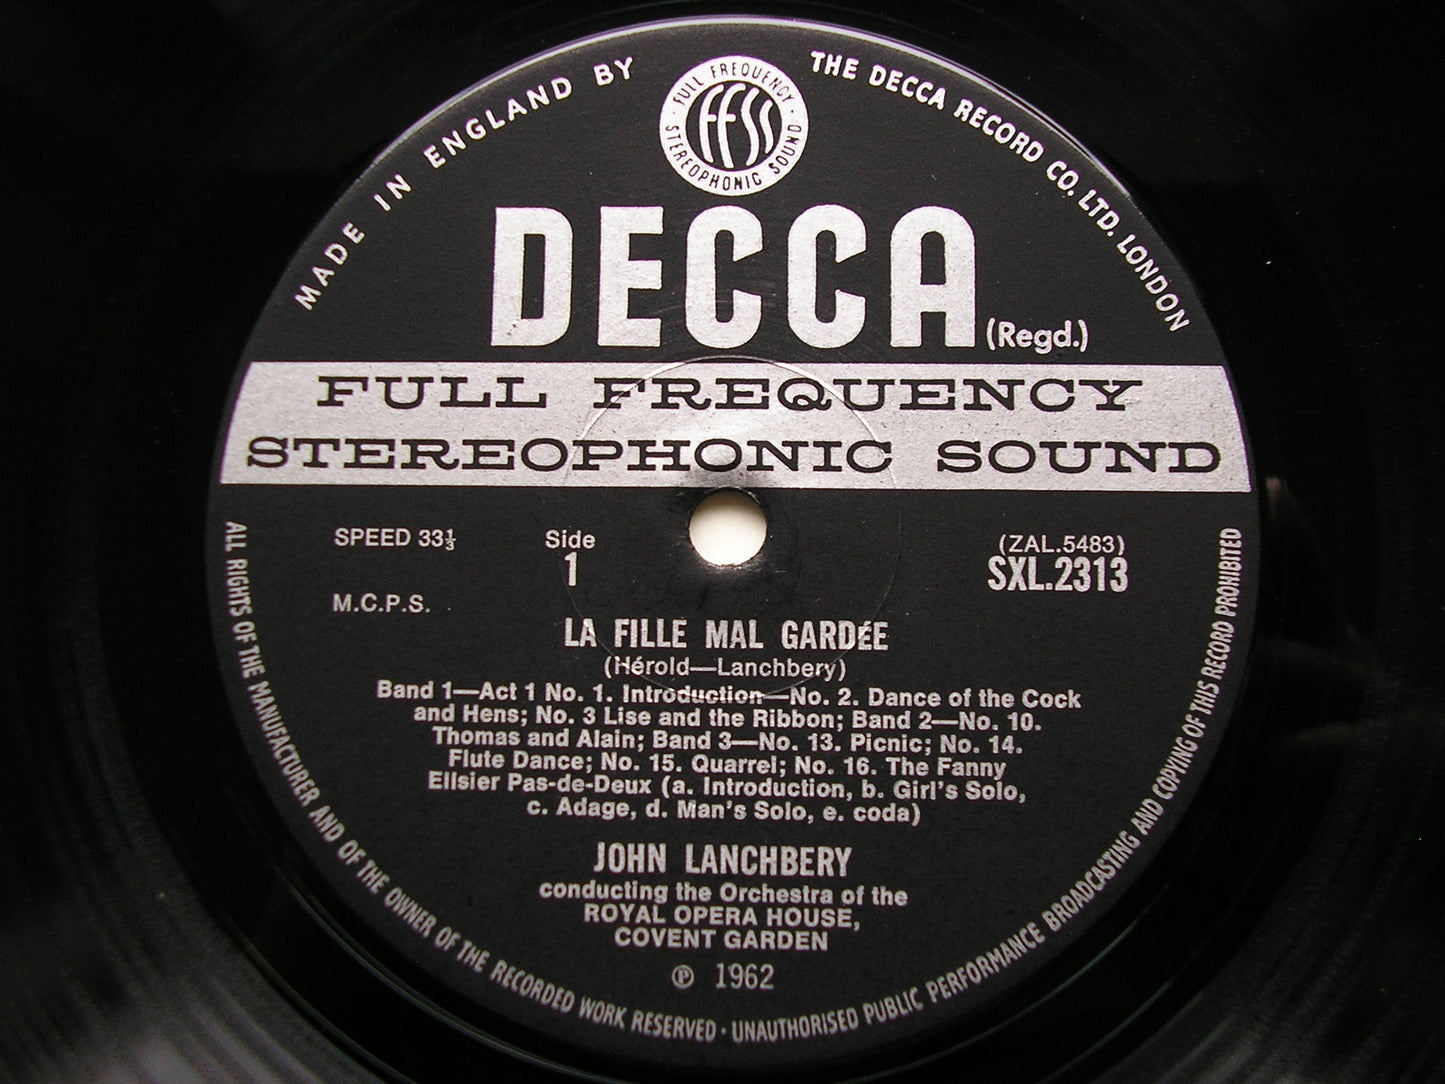 MADE IN ENGLAND BY
THE DECCA RECORD CO. LTD. LONDON
· FULL FREQUENCY ·
STEREOPHONIC SOUND
FFSS
DECCA
(Regd.)
FULL FREQUENCY
STEREOPHONIC SOUND
SPEED 33⅓
Side
1
(ZAL.5483)
SXL.2313
M.C.P.S.
LA FILLE MAL GARDÉE
(Hérold—Lanchbery)
Band 1—Act 1 No. 1. Introduction—No. 2. Dance of the Cock
and Hens; No. 3 Lise and the Ribbon; Band 2—No. 10.
Thomas and Alain; Band 3—No. 13. Picnic; No. 14.
Flute Dance; No. 15. Quarrel; No. 16. The Fanny
Ellsier Pas-de-Deux (a. Introduction, b. Girl's Solo,
c. Adage, d. Man's Solo, e. coda)
JOHN LANCHBERY
conducting the Orchestra of the
ROYAL OPERA HOUSE,
COVENT GARDEN
℗ 1962
ALL RIGHTS OF THE MANUFACTURER AND OF THE OWNER OF THE RECORDED WORK RESERVED · UNAUTHORISED PUBLIC PERFORMANCE BROADCASTING AND COPYING OF THIS RECORD PROHIBITED